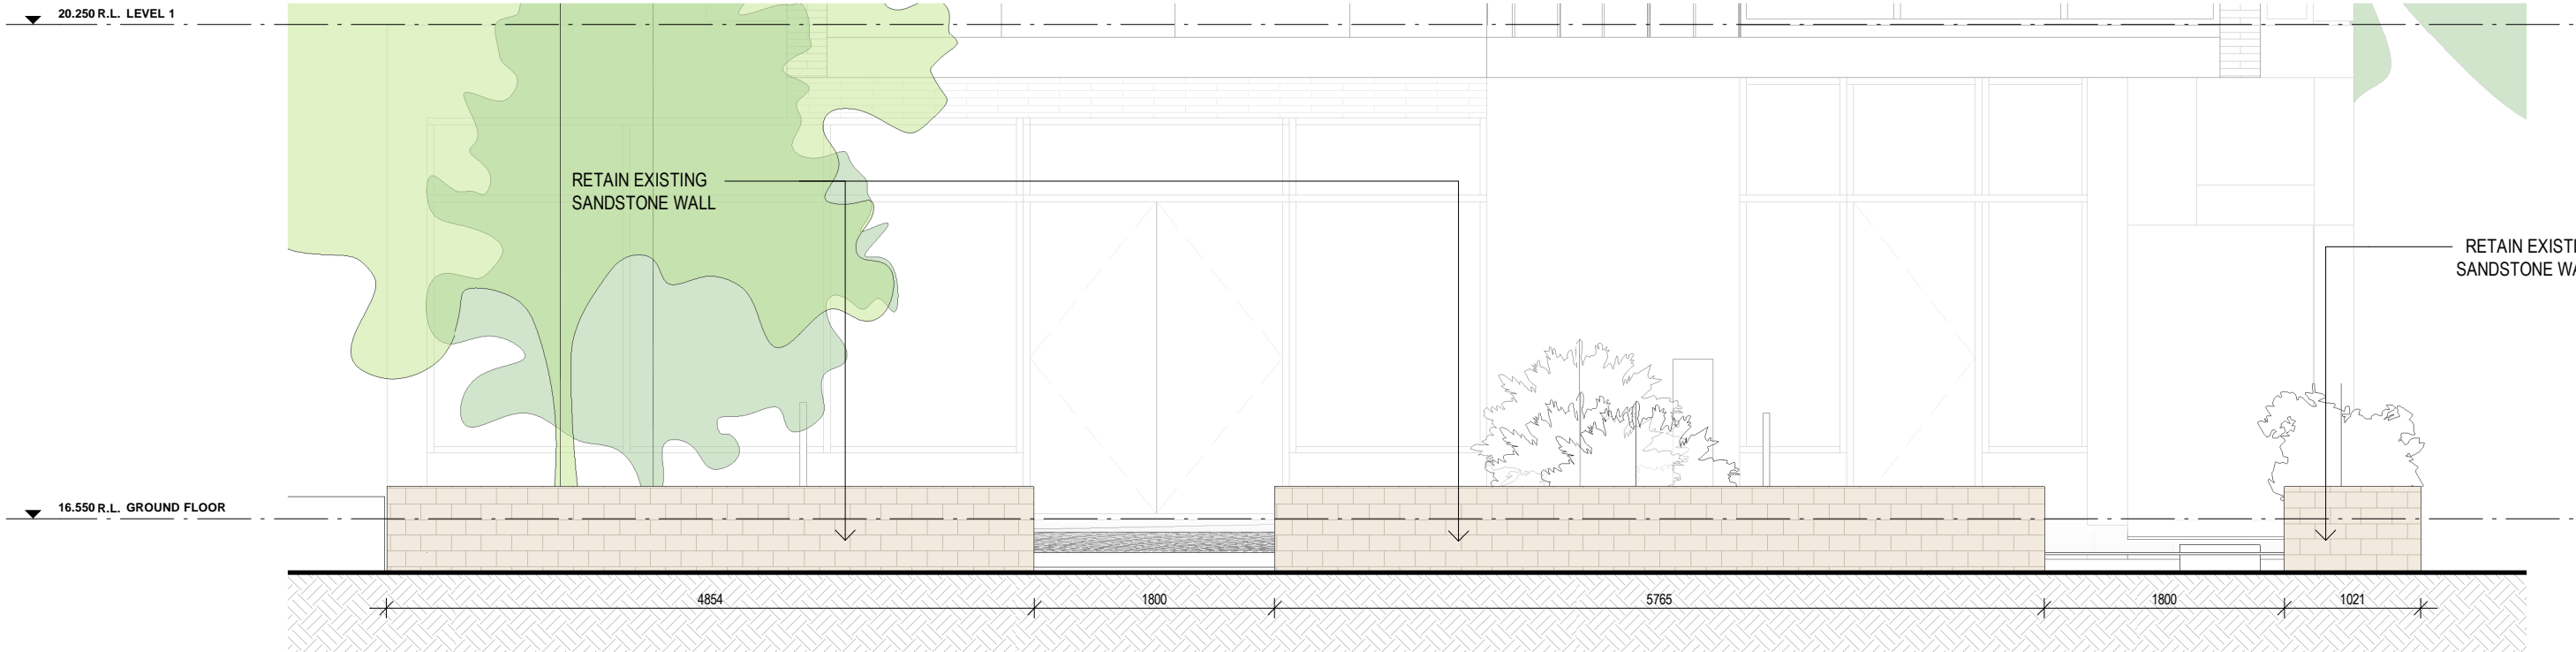 20.250 R.L. LEVEL 1
RETAIN EXISTING
SANDSTONE WALL
RETAIN EXISTI
SANDSTONE WA
16.550 R.L. GROUND FLOOR
4854
1800
5765
1800
1021